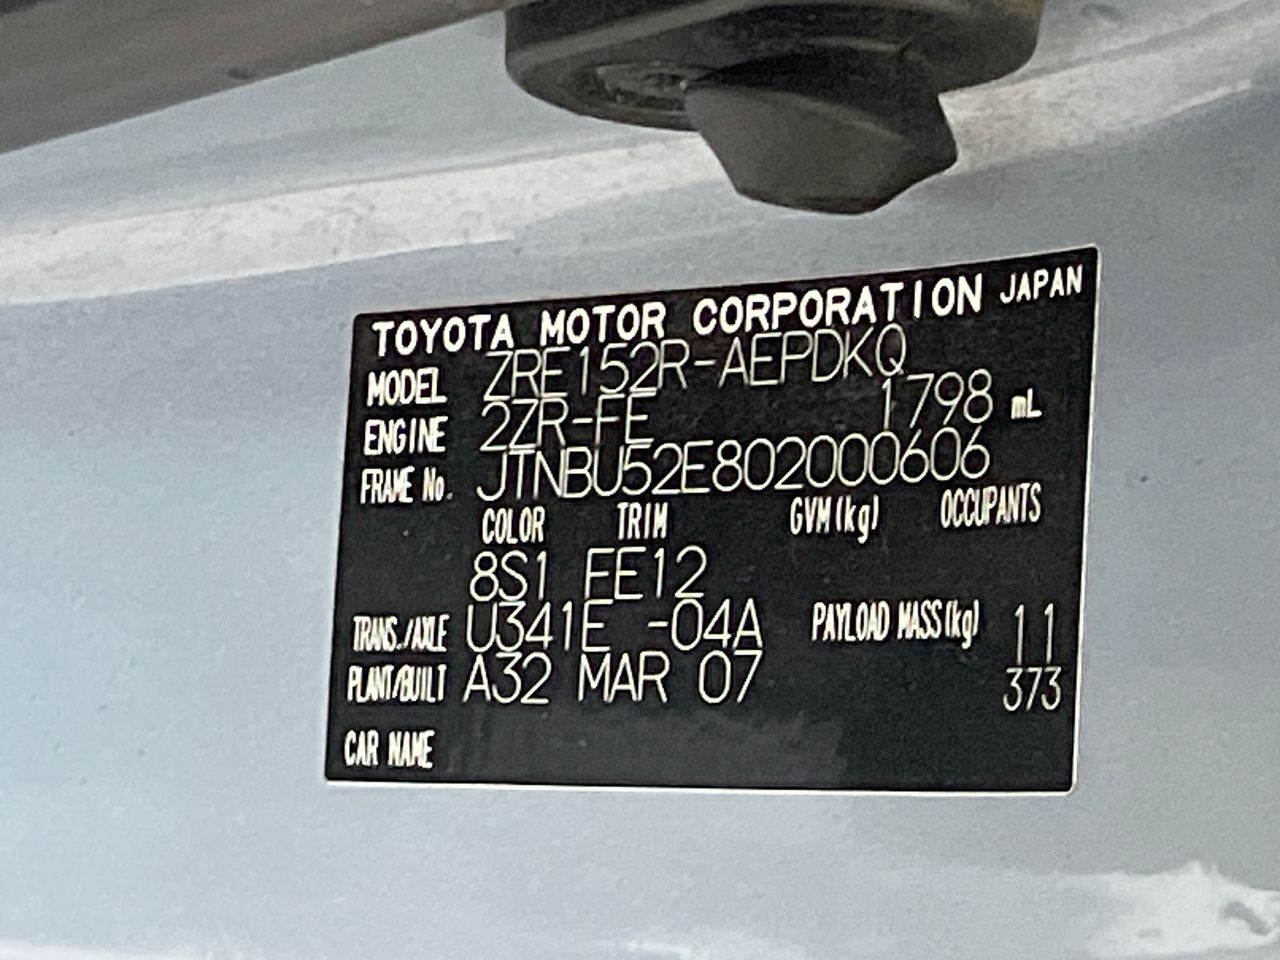 TOYOTA MOTOR CORPORATION JAPAN
MODEL ZRE152R-AEPDKQ
ENGINE 2ZR-FE 1798 mL
FRAME No. JTNBU52E802000606
COLOR TRIM GVM(kg) OCCUPANTS
8S1 EE12
TRANS./AXLE U341E -04A PAYLOAD MASS(kg) 11
PLANT/BUILT A32 MAR 07 373
CAR NAME